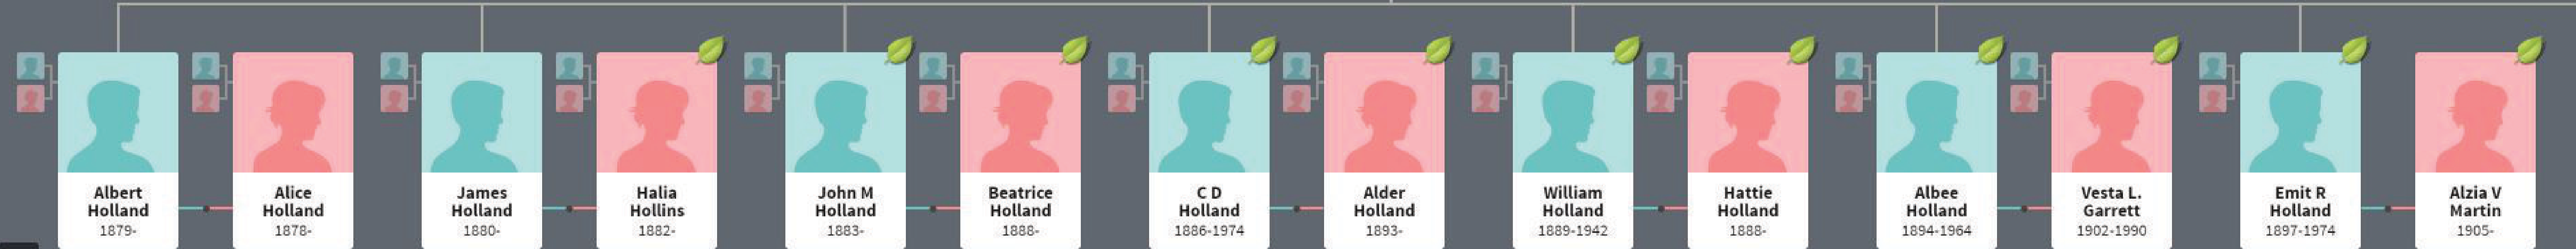 Albert
Holland
1879-
Alice
Holland
1878-
James
Holland
1880-
Halia
Hollins
1882-
John M
Holland
1883-
Beatrice
Holland
1888-
C D
Holland
1886-1974
Alder
Holland
1893-
William
Holland
1889-1942
Hattie
Holland
1888-
Albee
Holland
1894-1964
Vesta L.
Garrett
1902-1990
Emit R
Holland
1897-1974
Alzia V
Martin
1905-